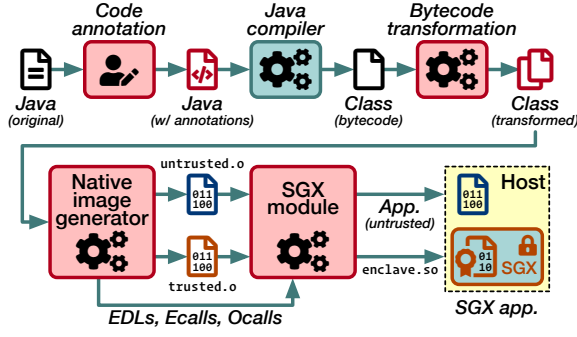 Code
annotation
Java
compiler
Bytecode
transformation
Java
(original)
Java
(w/ annotations)
Class
(bytecode)
Class
(transformed)
Native
image
generator
untrusted.o
011
100
trusted.o
011
100
SGX
module
App.
(untrusted)
enclave.so
EDLs, Ecalls, Ocalls
Host
011
100
01
10
SGX
SGX app.